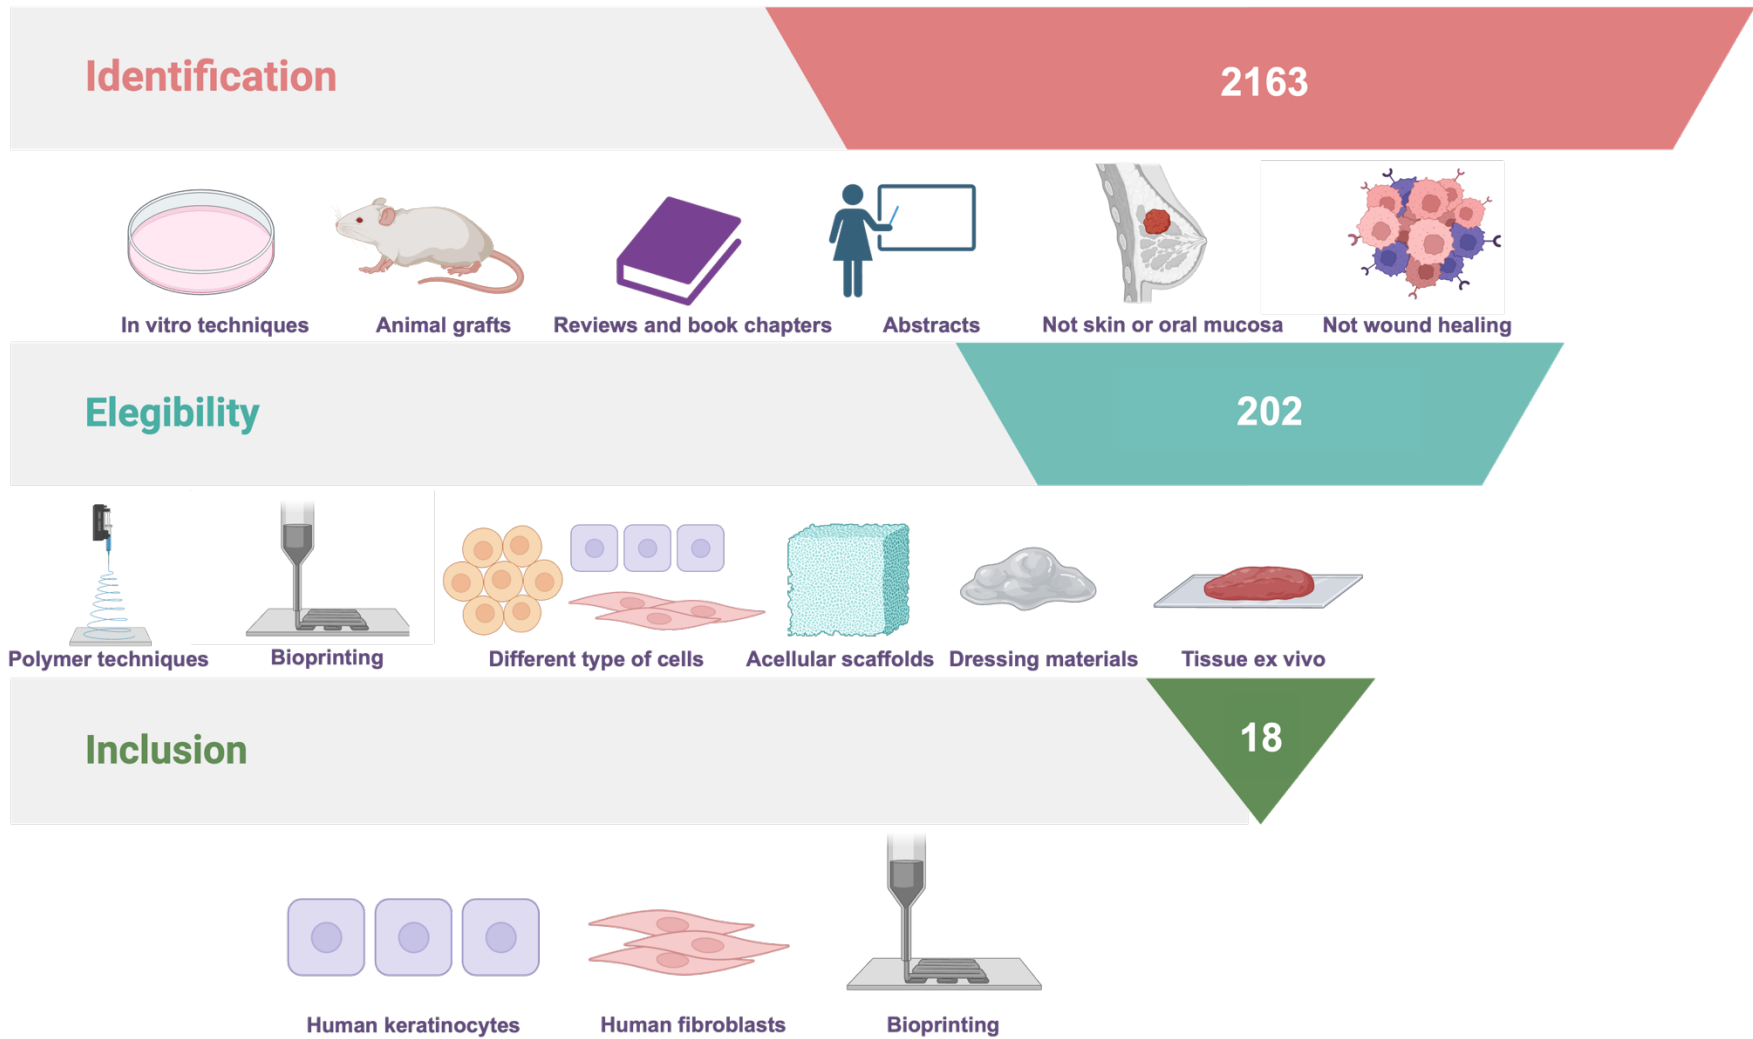 Identification
2163
In vitro techniques
Animal grafts
Reviews and book chapters
Abstracts
Not skin or oral mucosa
Not wound healing
Elegibility
202
Polymer techniques
Bioprinting
Different type of cells
Acellular scaffolds
Dressing materials
Tissue ex vivo
Inclusion
18
Human keratinocytes
Human fibroblasts
Bioprinting